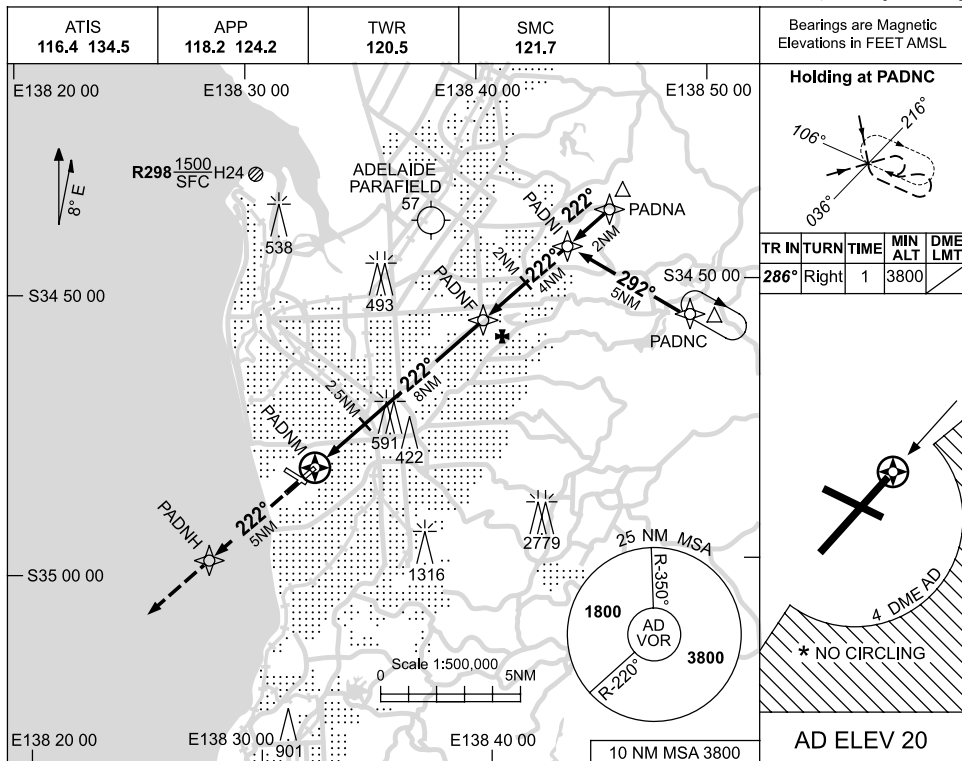 ATIS
116.4 134.5
APP
118.2 124.2
TWR
120.5
SMC
121.7
Bearings are Magnetic
Elevations in FEET AMSL
E138 20 00
E138 30 00
E138 40 00
E138 50 00
8° E
R298 1500 H24
SFC
ADELAIDE
PARAFIELD
57
538
493
PADNI
222°
2NM
PADNA
2NM
222°
4NM
292°
5NM
S34 50 00
S34 50 00
PADNF
PADNC
222°
8NM
2.5NM
591
422
PADNM
PADNH
222°
5NM
2779
1316
S35 00 00
25 NM MSA
R-350°
1800
AD
VOR
3800
R-220°
Scale 1:500,000
0
5NM
901
E138 20 00
E138 30 00
E138 40 00
10 NM MSA 3800
Holding at PADNC
106°
216°
036°
TR IN
TURN
TIME
MIN
ALT
DME
LMT
286°
Right
1
3800
4 DME AD
* NO CIRCLING
AD ELEV 20